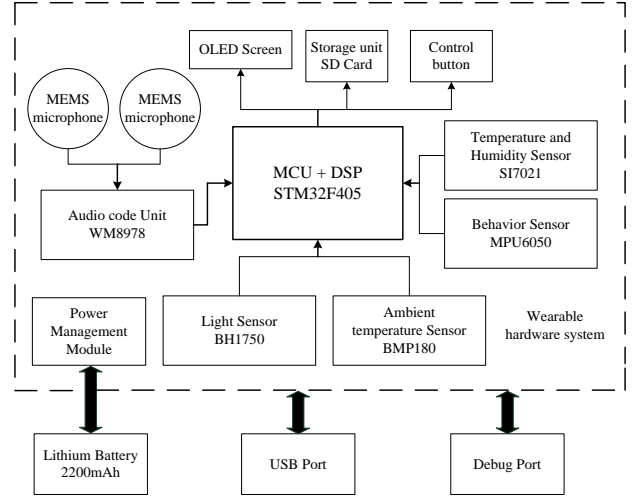 OLED Screen
Storage unit
SD Card
Control
button
MEMS
microphone
MEMS
microphone
MCU + DSP
STM32F405
Temperature and
Humidity Sensor
SI7021
Audio code Unit
WM8978
Behavior Sensor
MPU6050
Power
Management
Module
Light Sensor
BH1750
Ambient
temperature Sensor
BMP180
Wearable
hardware system
Lithium Battery
2200mAh
USB Port
Debug Port